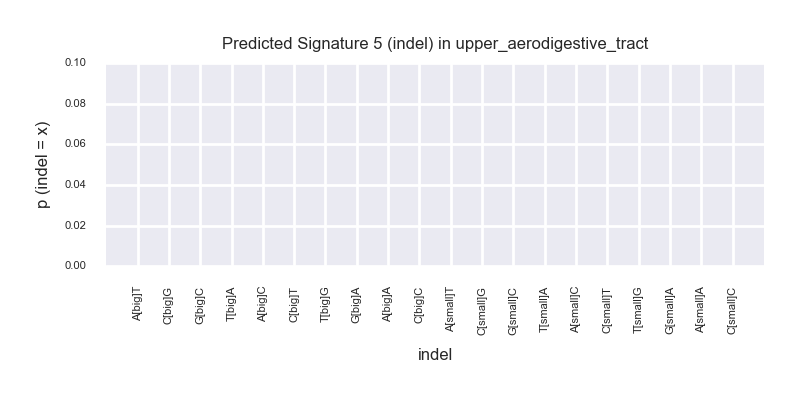 Predicted Signature 5 (indel) in upper_aerodigestive_tract
p (indel = x)
0.10
0.08
0.06
0.04
0.02
0.00
A[big]T
C[big]G
G[big]C
T[big]A
A[big]C
C[big]T
T[big]G
G[big]A
A[big]A
C[big]C
A[small]T
C[small]G
G[small]C
T[small]A
A[small]C
C[small]T
T[small]G
G[small]A
A[small]A
C[small]C
indel